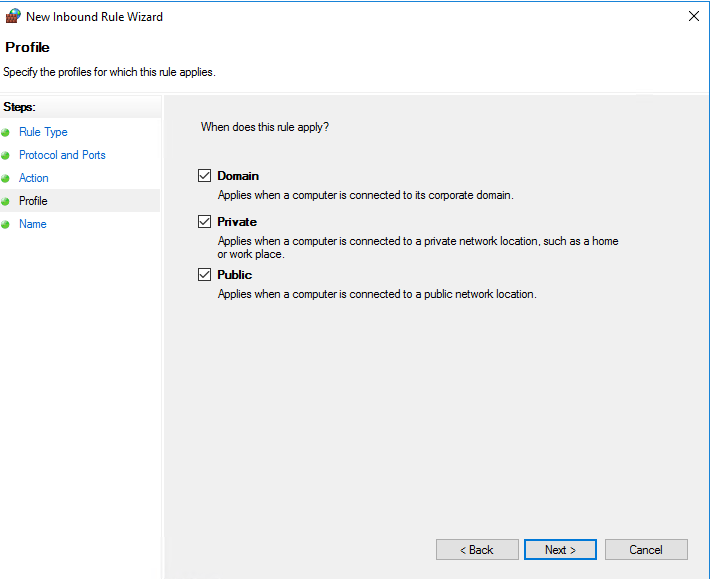 New Inbound Rule Wizard
Profile
Specify the profiles for which this rule applies.
Steps:
Rule Type
Protocol and Ports
Action
Profile
Name
When does this rule apply?
Domain
Applies when a computer is connected to its corporate domain.
Private
Applies when a computer is connected to a private network location, such as a home
or work place.
Public
Applies when a computer is connected to a public network location.
< Back
Next >
Cancel